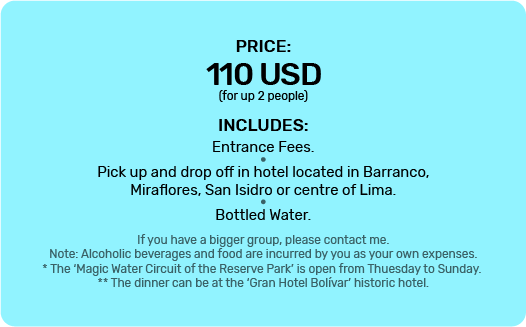 PRICE:
110 USD
(for up 2 people)
INCLUDES:
Entrance Fees.
•
Pick up and drop off in hotel located in Barranco,
Miraflores, San Isidro or centre of Lima.
•
Bottled Water.
If you have a bigger group, please contact me.
Note: Alcoholic beverages and food are incurred by you as your own expenses.
* The ‘Magic Water Circuit of the Reserve Park’ is open from Thuesday to Sunday.
** The dinner can be at the ‘Gran Hotel Bolívar’ historic hotel.